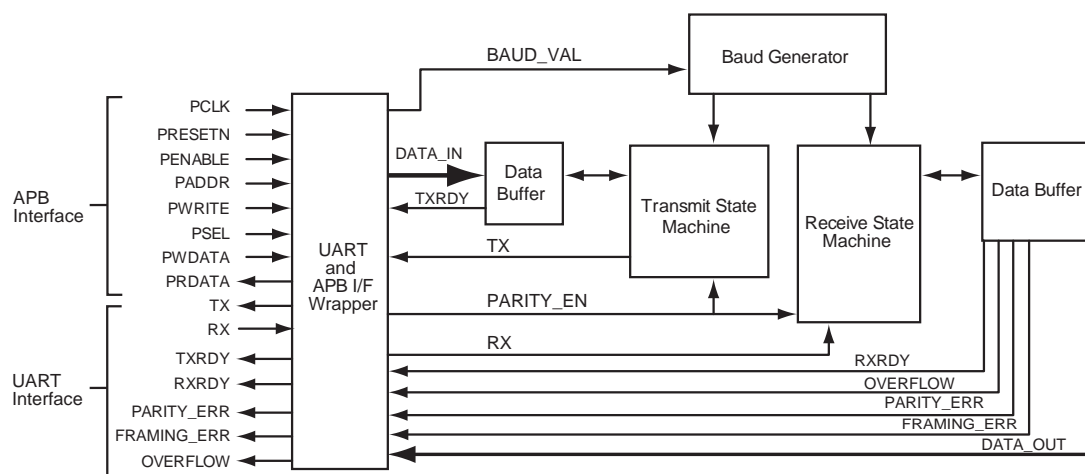 BAUD_VAL
Baud Generator
APB
Interface
PCLK
PRESETN
PENABLE
PADDR
PWRITE
PSEL
PWDATA
PRDATA
UART
Interface
TX
RX
TXRDY
RXRDY
PARITY_ERR
FRAMING_ERR
OVERFLOW
UART
and
APB I/F
Wrapper
DATA_IN
TXRDY
Data
Buffer
TX
Transmit State
Machine
PARITY_EN
RX
Receive State
Machine
Data Buffer
RXRDY
OVERFLOW
PARITY_ERR
FRAMING_ERR
DATA_OUT